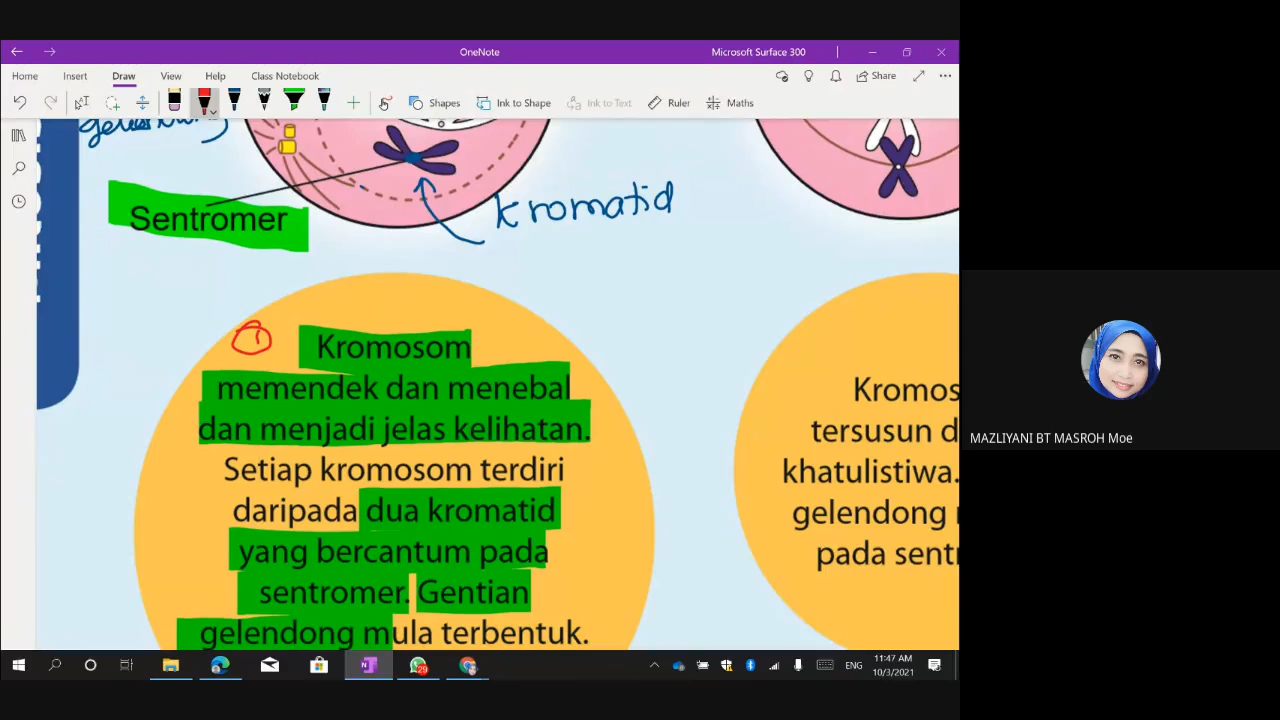 OneNote
Microsoft Surface 300
Home Insert Draw View Help Class Notebook
Share
Shapes Ink to Shape Ink to Text Ruler Maths
Sentromer
kromatid
1
Kromosom
memendek dan menebal
dan menjadi jelas kelihatan.
Setiap kromosom terdiri
daripada dua kromatid
yang bercantum pada
sentromer. Gentian
gelendong mula terbentuk.
Kromos
tersusun d
khatulistiwa.
gelendong
pada sent
MAZLIYANI BT MASROH Moe
29
ENG
11:47 AM
10/3/2021